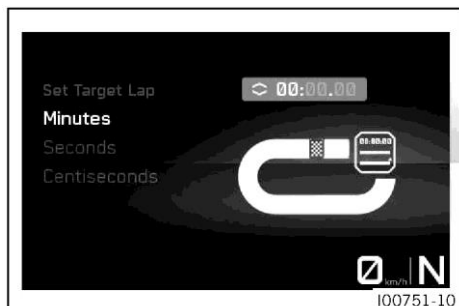 Set Target Lap
00:00.00
Minutes
Seconds
Centiseconds
00:00.00
0 km/h N
I00751-10